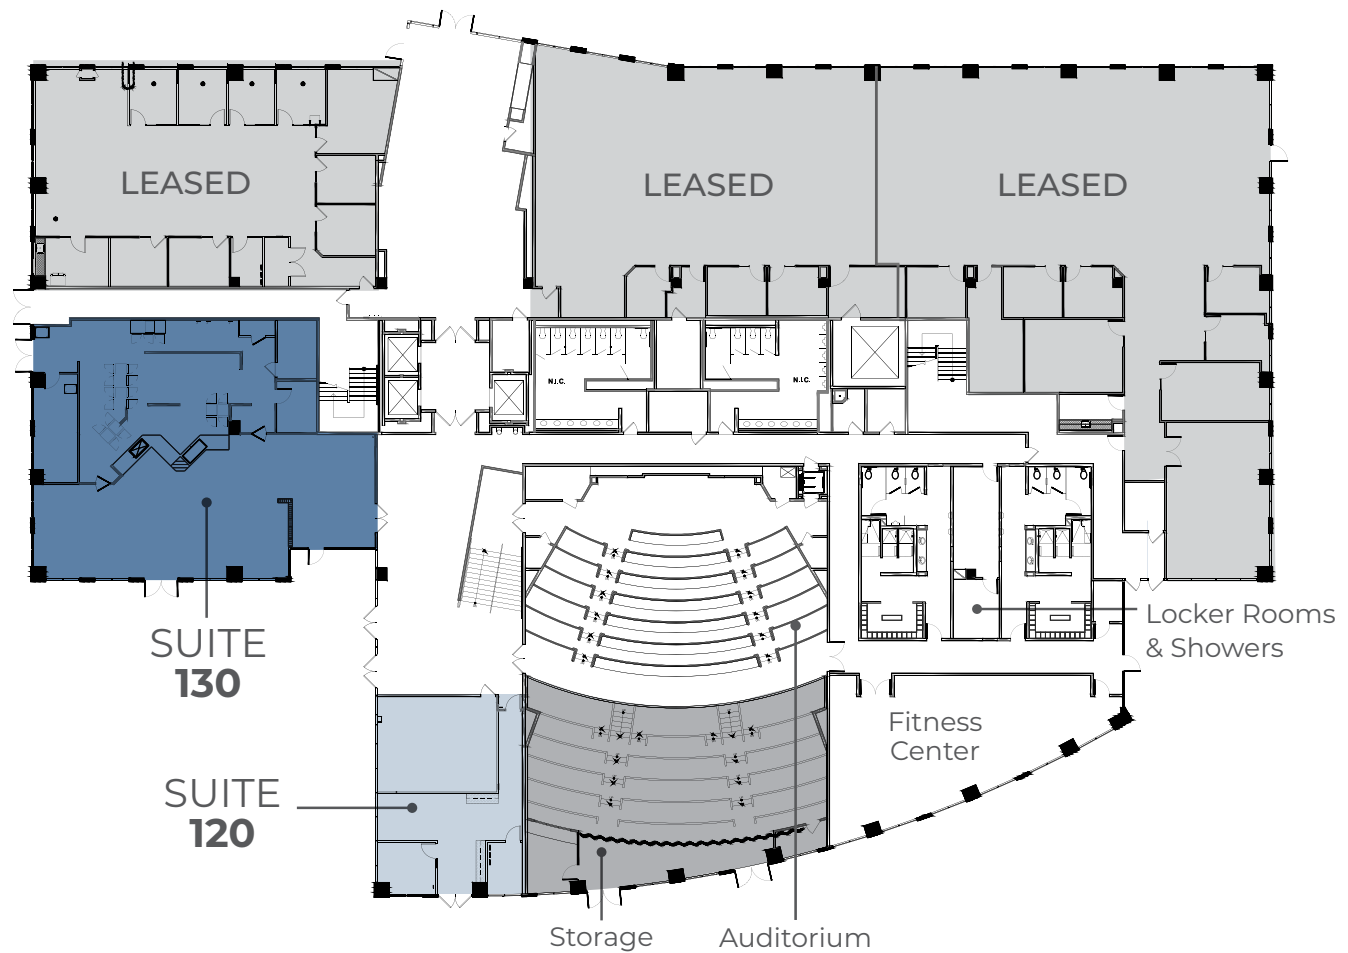 LEASED
LEASED
LEASED
N.I.C.
N.I.C.
SUITE
130
Locker Rooms
& Showers
Fitness
Center
SUITE
120
Storage
Auditorium